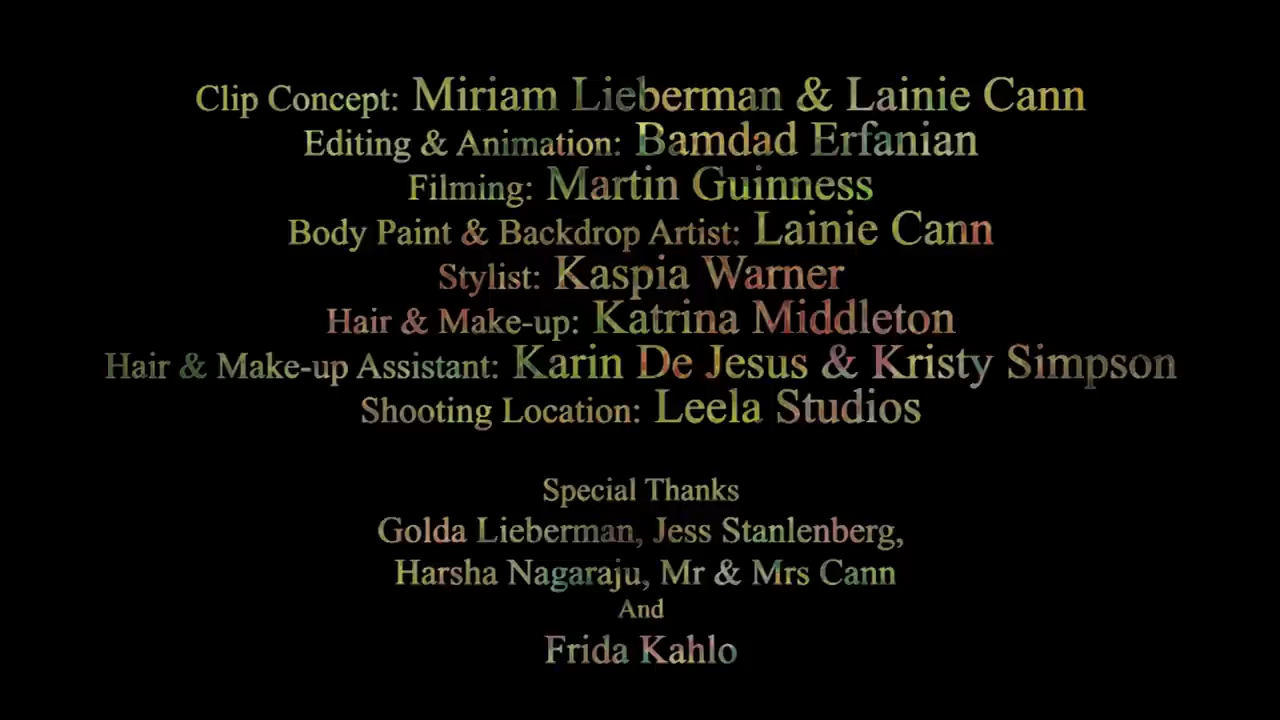 Clip Concept: Miriam Lieberman & Lainie Cann
Editing & Animation: Bamdad Erfanian
Filming: Martin Guinness
Body Paint & Backdrop Artist: Lainie Cann
Stylist: Kaspia Warner
Hair & Make-up: Katrina Middleton
Hair & Make-up Assistant: Karin De Jesus & Kristy Simpson
Shooting Location: Leela Studios
Special Thanks
Golda Lieberman, Jess Stanlenberg,
Harsha Nagaraju, Mr & Mrs Cann
And
Frida Kahlo